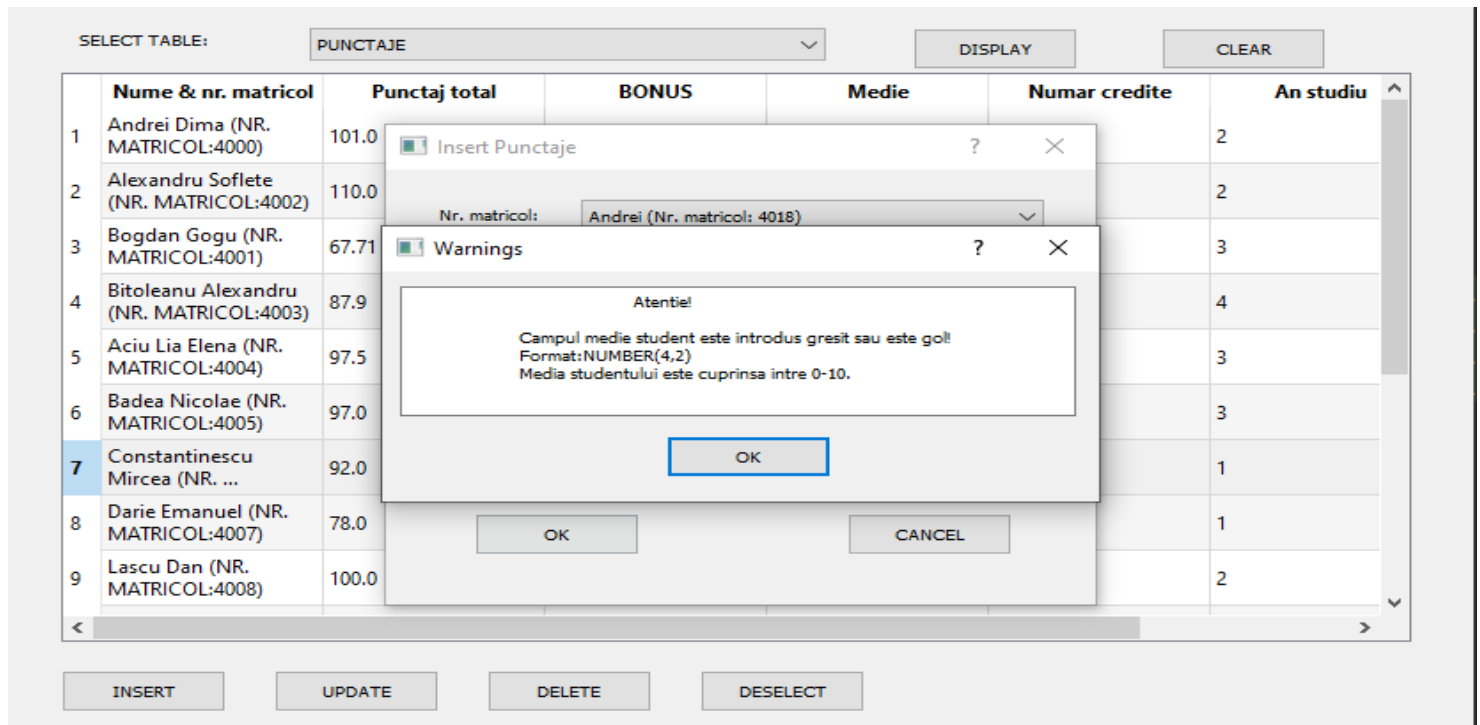 SELECT TABLE: PUNCTAJE DISPLAY CLEAR
Nume & nr. matricol Punctaj total BONUS Medie Numar credite An studiu
1 Andrei Dima (NR. MATRICOL:4000) 101.0 2
2 Alexandru Soflete (NR. MATRICOL:4002) 110.0 2
3 Bogdan Gogu (NR. MATRICOL:4001) 67.71 3
4 Bitoleanu Alexandru (NR. MATRICOL:4003) 87.9 4
5 Aciu Lia Elena (NR. MATRICOL:4004) 97.5 3
6 Badea Nicolae (NR. MATRICOL:4005) 97.0 3
7 Constantinescu Mircea (NR. ... 92.0 1
8 Darie Emanuel (NR. MATRICOL:4007) 78.0 1
9 Lascu Dan (NR. MATRICOL:4008) 100.0 2
Insert Punctaje ?
Nr. matricol: Andrei (Nr. matricol: 4018)
Warnings ?
Atentie!
Campul medie student este introdus gresit sau este gol!
Format:NUMBER(4,2)
Media studentului este cuprinsa intre 0-10.
OK
OK CANCEL
INSERT UPDATE DELETE DESELECT